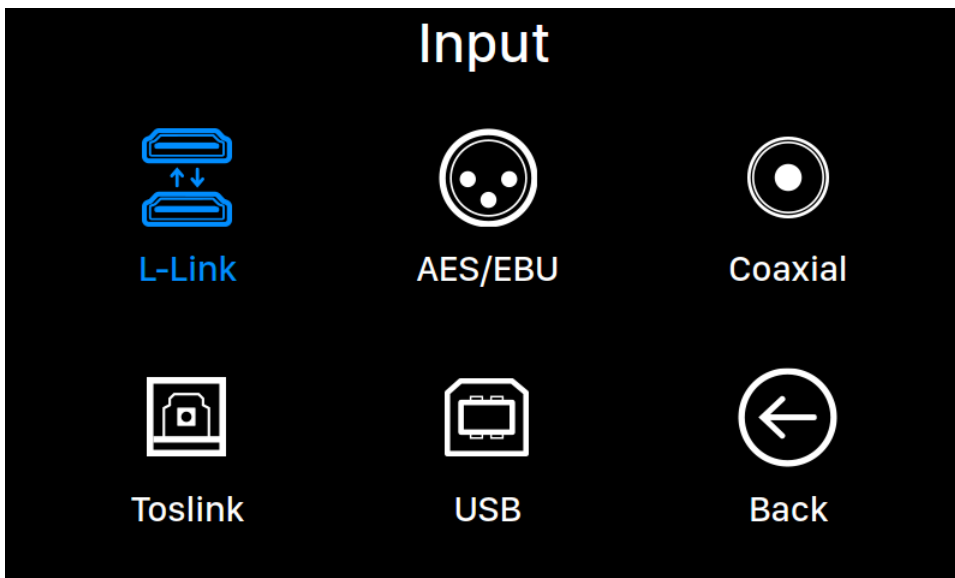 Input
L-Link
AES/EBU
Coaxial
Toslink
USB
Back